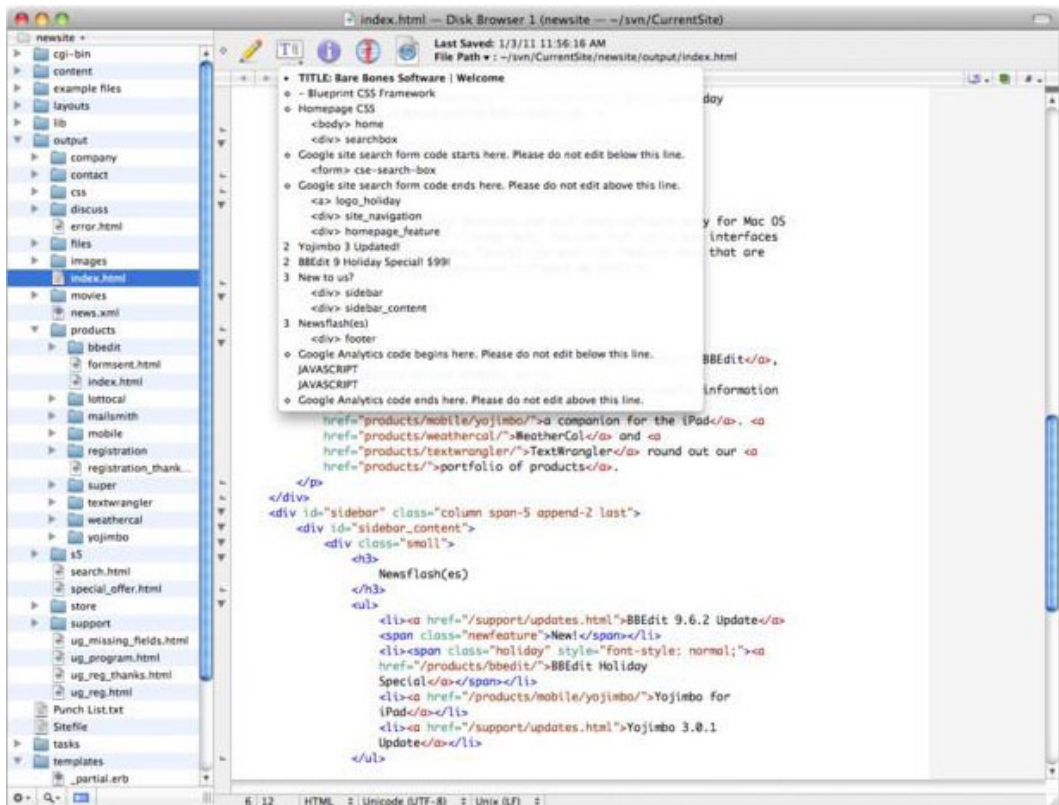 index.html — Disk Browser 1 (newsite — ~/svn/CurrentSite)
newsite
cgi-bin
content
example files
layouts
lib
output
company
contact
css
discuss
error.html
files
images
index.html
movies
news.xml
products
bbedit
formsent.html
index.html
lottocal
mailsmith
mobile
registration
registration_thank...
super
textwrangler
weathercal
yojimbo
s5
search.html
special_offer.html
store
support
ug_missing_fields.html
ug_program.html
ug_reg_thanks.html
ug_reg.html
Punch List.txt
Sitefile
tasks
templates
_partial.erb
Last Saved: 1/3/11 11:56:16 AM
File Path ▾ : ~/svn/CurrentSite/newsite/output/index.html
TITLE: Bare Bones Software | Welcome
- Blueprint CSS Framework
Homepage CSS
<body> home
<div> searchbox
Google site search form code starts here. Please do not edit below this line.
<form> cse-search-box
Google site search form code ends here. Please do not edit above this line.
<a> logo_holiday
<div> site_navigation
<div> homepage_feature
2 Yojimbo 3 Updated!
2 BBEdit 9 Holiday Special! $99!
3 New to us?
<div> sidebar
<div> sidebar_content
3 Newsflash(es)
<div> footer
Google Analytics code begins here. Please do not edit below this line.
JAVASCRIPT
JAVASCRIPT
Google Analytics code ends here. Please do not edit above this line.
day
y for Mac OS
interfaces
that are
BBEdit</a>,
information
href="products/mobile/yojimbo/">a companion for the iPad</a>. <a
href="products/weathercal/">WeatherCal</a> and <a
href="products/textwrangler/">TextWrangler</a> round out our <a
href="products/">portfolio of products</a>.
</p>
</div>
<div id="sidebar" class="column span-5 append-2 last">
<div id="sidebar_content">
<div class="small">
<h3>
Newsflash(es)
</h3>
<ul>
<li><a href="/support/updates.html">BBEdit 9.6.2 Update</a>
<span class="newfeature">New!</span></li>
<li><span class="holiday" style="font-style: normal;"><a
href="/products/bbedit/">BBEdit Holiday
Special</a></span></li>
<li><a href="/products/mobile/yojimbo/">Yojimbo for
iPad</a></li>
<li><a href="/support/updates.html">Yojimbo 3.0.1
Update</a></li>
</ul>
6 12 HTML Unicode (UTF-8) Unix (LF)